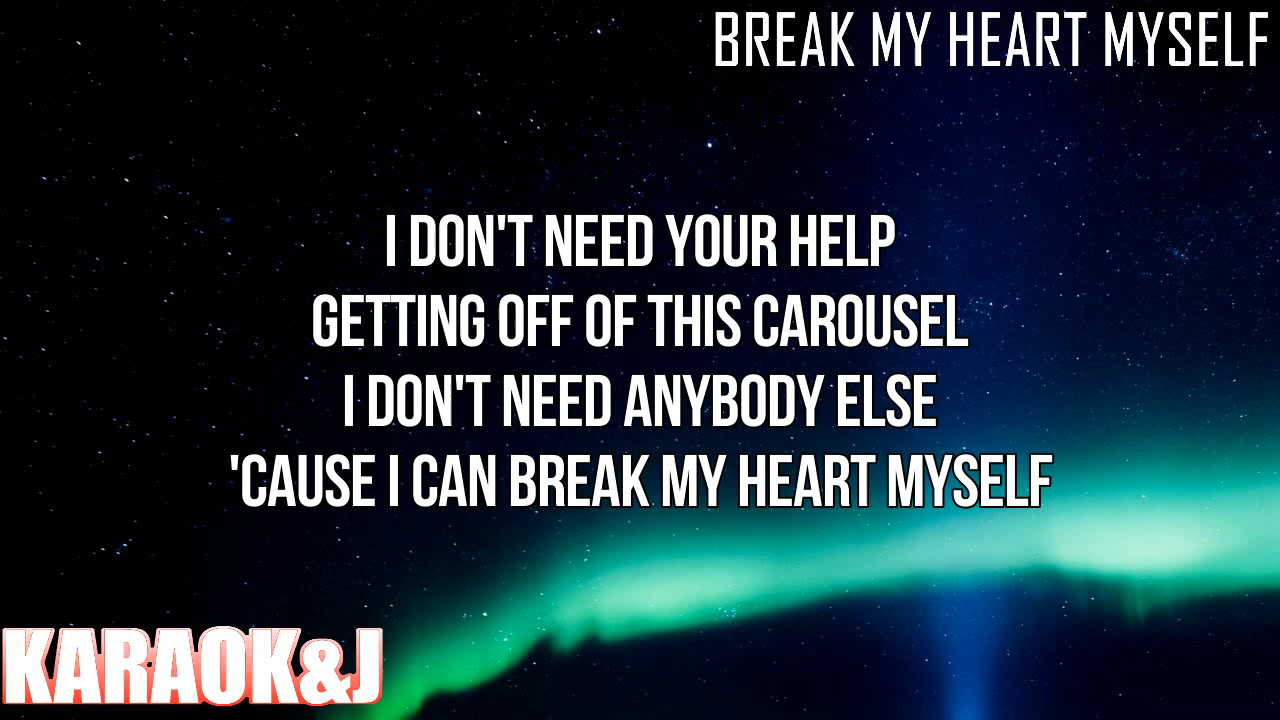 BREAK MY HEART MYSELF
I DON'T NEED YOUR HELP
GETTING OFF OF THIS CAROUSEL
I DON'T NEED ANYBODY ELSE
'CAUSE I CAN BREAK MY HEART MYSELF
KARAOK&J